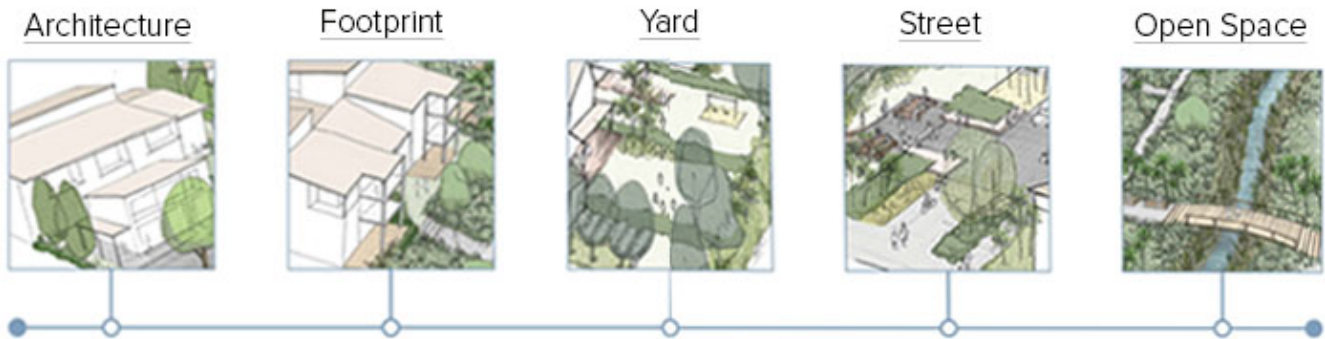 Architecture
Footprint
Yard
Street
Open Space